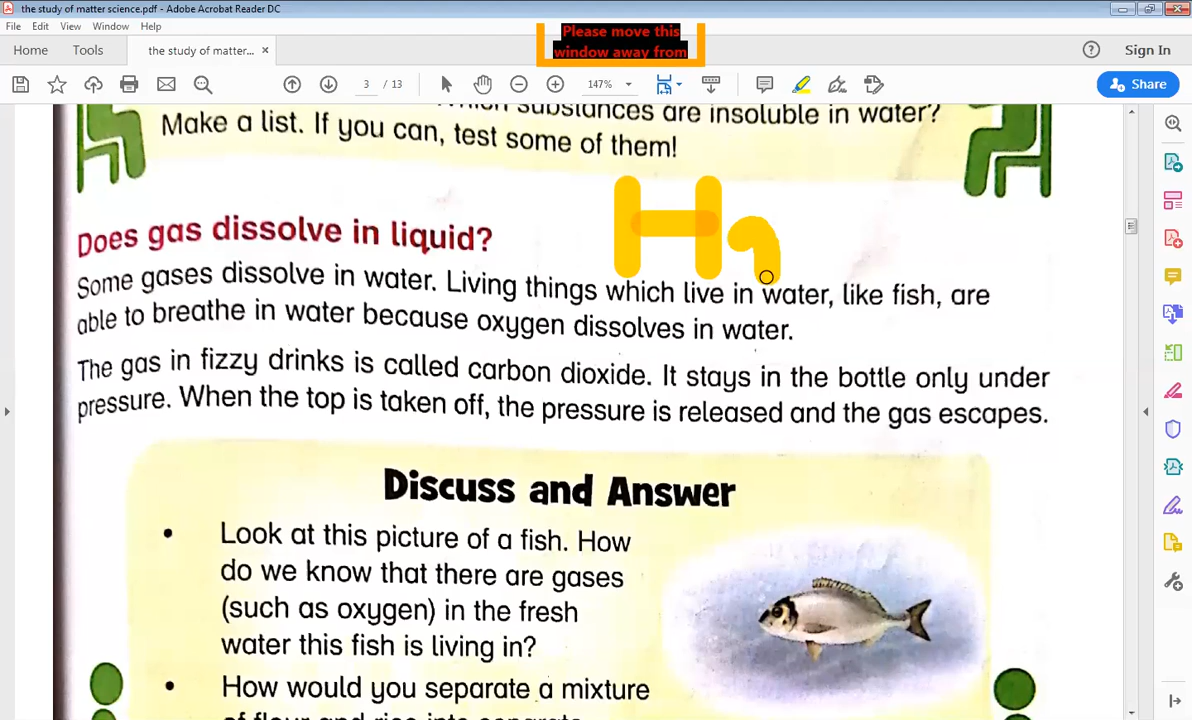 the study of matter science.pdf - Adobe Acrobat Reader DC
File Edit View Window Help
Please move this
window away from
Home Tools the study of matter... × Sign In
3 / 13 147% Share
substances are insoluble in water?
Make a list. If you can, test some of them!
H
Does gas dissolve in liquid?
Some gases dissolve in water. Living things which live in water, like fish, are
able to breathe in water because oxygen dissolves in water.
The gas in fizzy drinks is called carbon dioxide. It stays in the bottle only under
pressure. When the top is taken off, the pressure is released and the gas escapes.
Discuss and Answer
• Look at this picture of a fish. How
do we know that there are gases
(such as oxygen) in the fresh
water this fish is living in?
• How would you separate a mixture